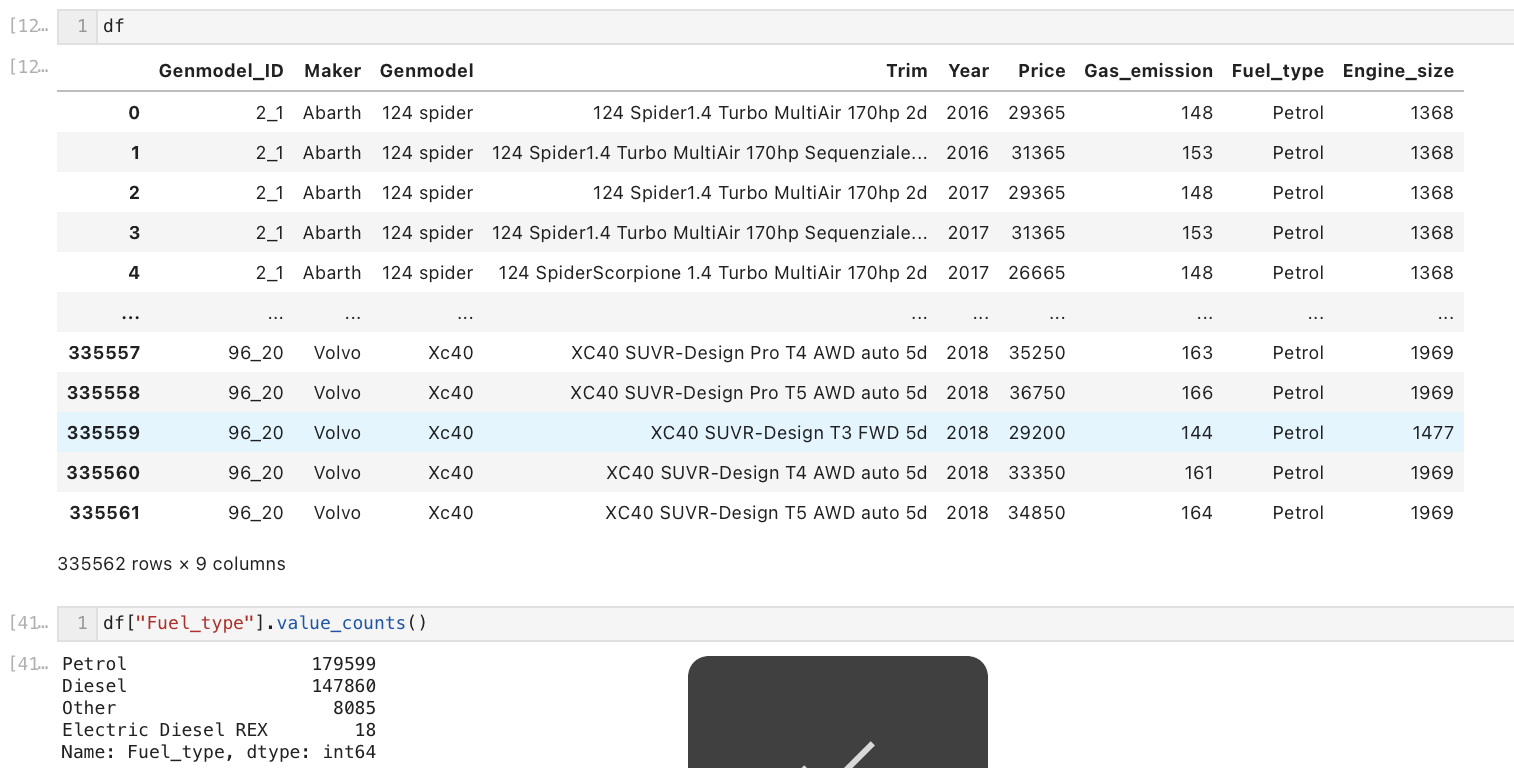 [12… 1 df
[12…
Genmodel_ID Maker Genmodel Trim Year Price Gas_emission Fuel_type Engine_size
0 2_1 Abarth 124 spider 124 Spider1.4 Turbo MultiAir 170hp 2d 2016 29365 148 Petrol 1368
1 2_1 Abarth 124 spider 124 Spider1.4 Turbo MultiAir 170hp Sequenziale... 2016 31365 153 Petrol 1368
2 2_1 Abarth 124 spider 124 Spider1.4 Turbo MultiAir 170hp 2d 2017 29365 148 Petrol 1368
3 2_1 Abarth 124 spider 124 Spider1.4 Turbo MultiAir 170hp Sequenziale... 2017 31365 153 Petrol 1368
4 2_1 Abarth 124 spider 124 SpiderScorpione 1.4 Turbo MultiAir 170hp 2d 2017 26665 148 Petrol 1368
... ... ... ... ... ... ... ... ... ...
335557 96_20 Volvo Xc40 XC40 SUVR-Design Pro T4 AWD auto 5d 2018 35250 163 Petrol 1969
335558 96_20 Volvo Xc40 XC40 SUVR-Design Pro T5 AWD auto 5d 2018 36750 166 Petrol 1969
335559 96_20 Volvo Xc40 XC40 SUVR-Design T3 FWD 5d 2018 29200 144 Petrol 1477
335560 96_20 Volvo Xc40 XC40 SUVR-Design T4 AWD auto 5d 2018 33350 161 Petrol 1969
335561 96_20 Volvo Xc40 XC40 SUVR-Design T5 AWD auto 5d 2018 34850 164 Petrol 1969
335562 rows × 9 columns
[41… 1 df["Fuel_type"].value_counts()
[41… Petrol 179599
Diesel 147860
Other 8085
Electric Diesel REX 18
Name: Fuel_type, dtype: int64